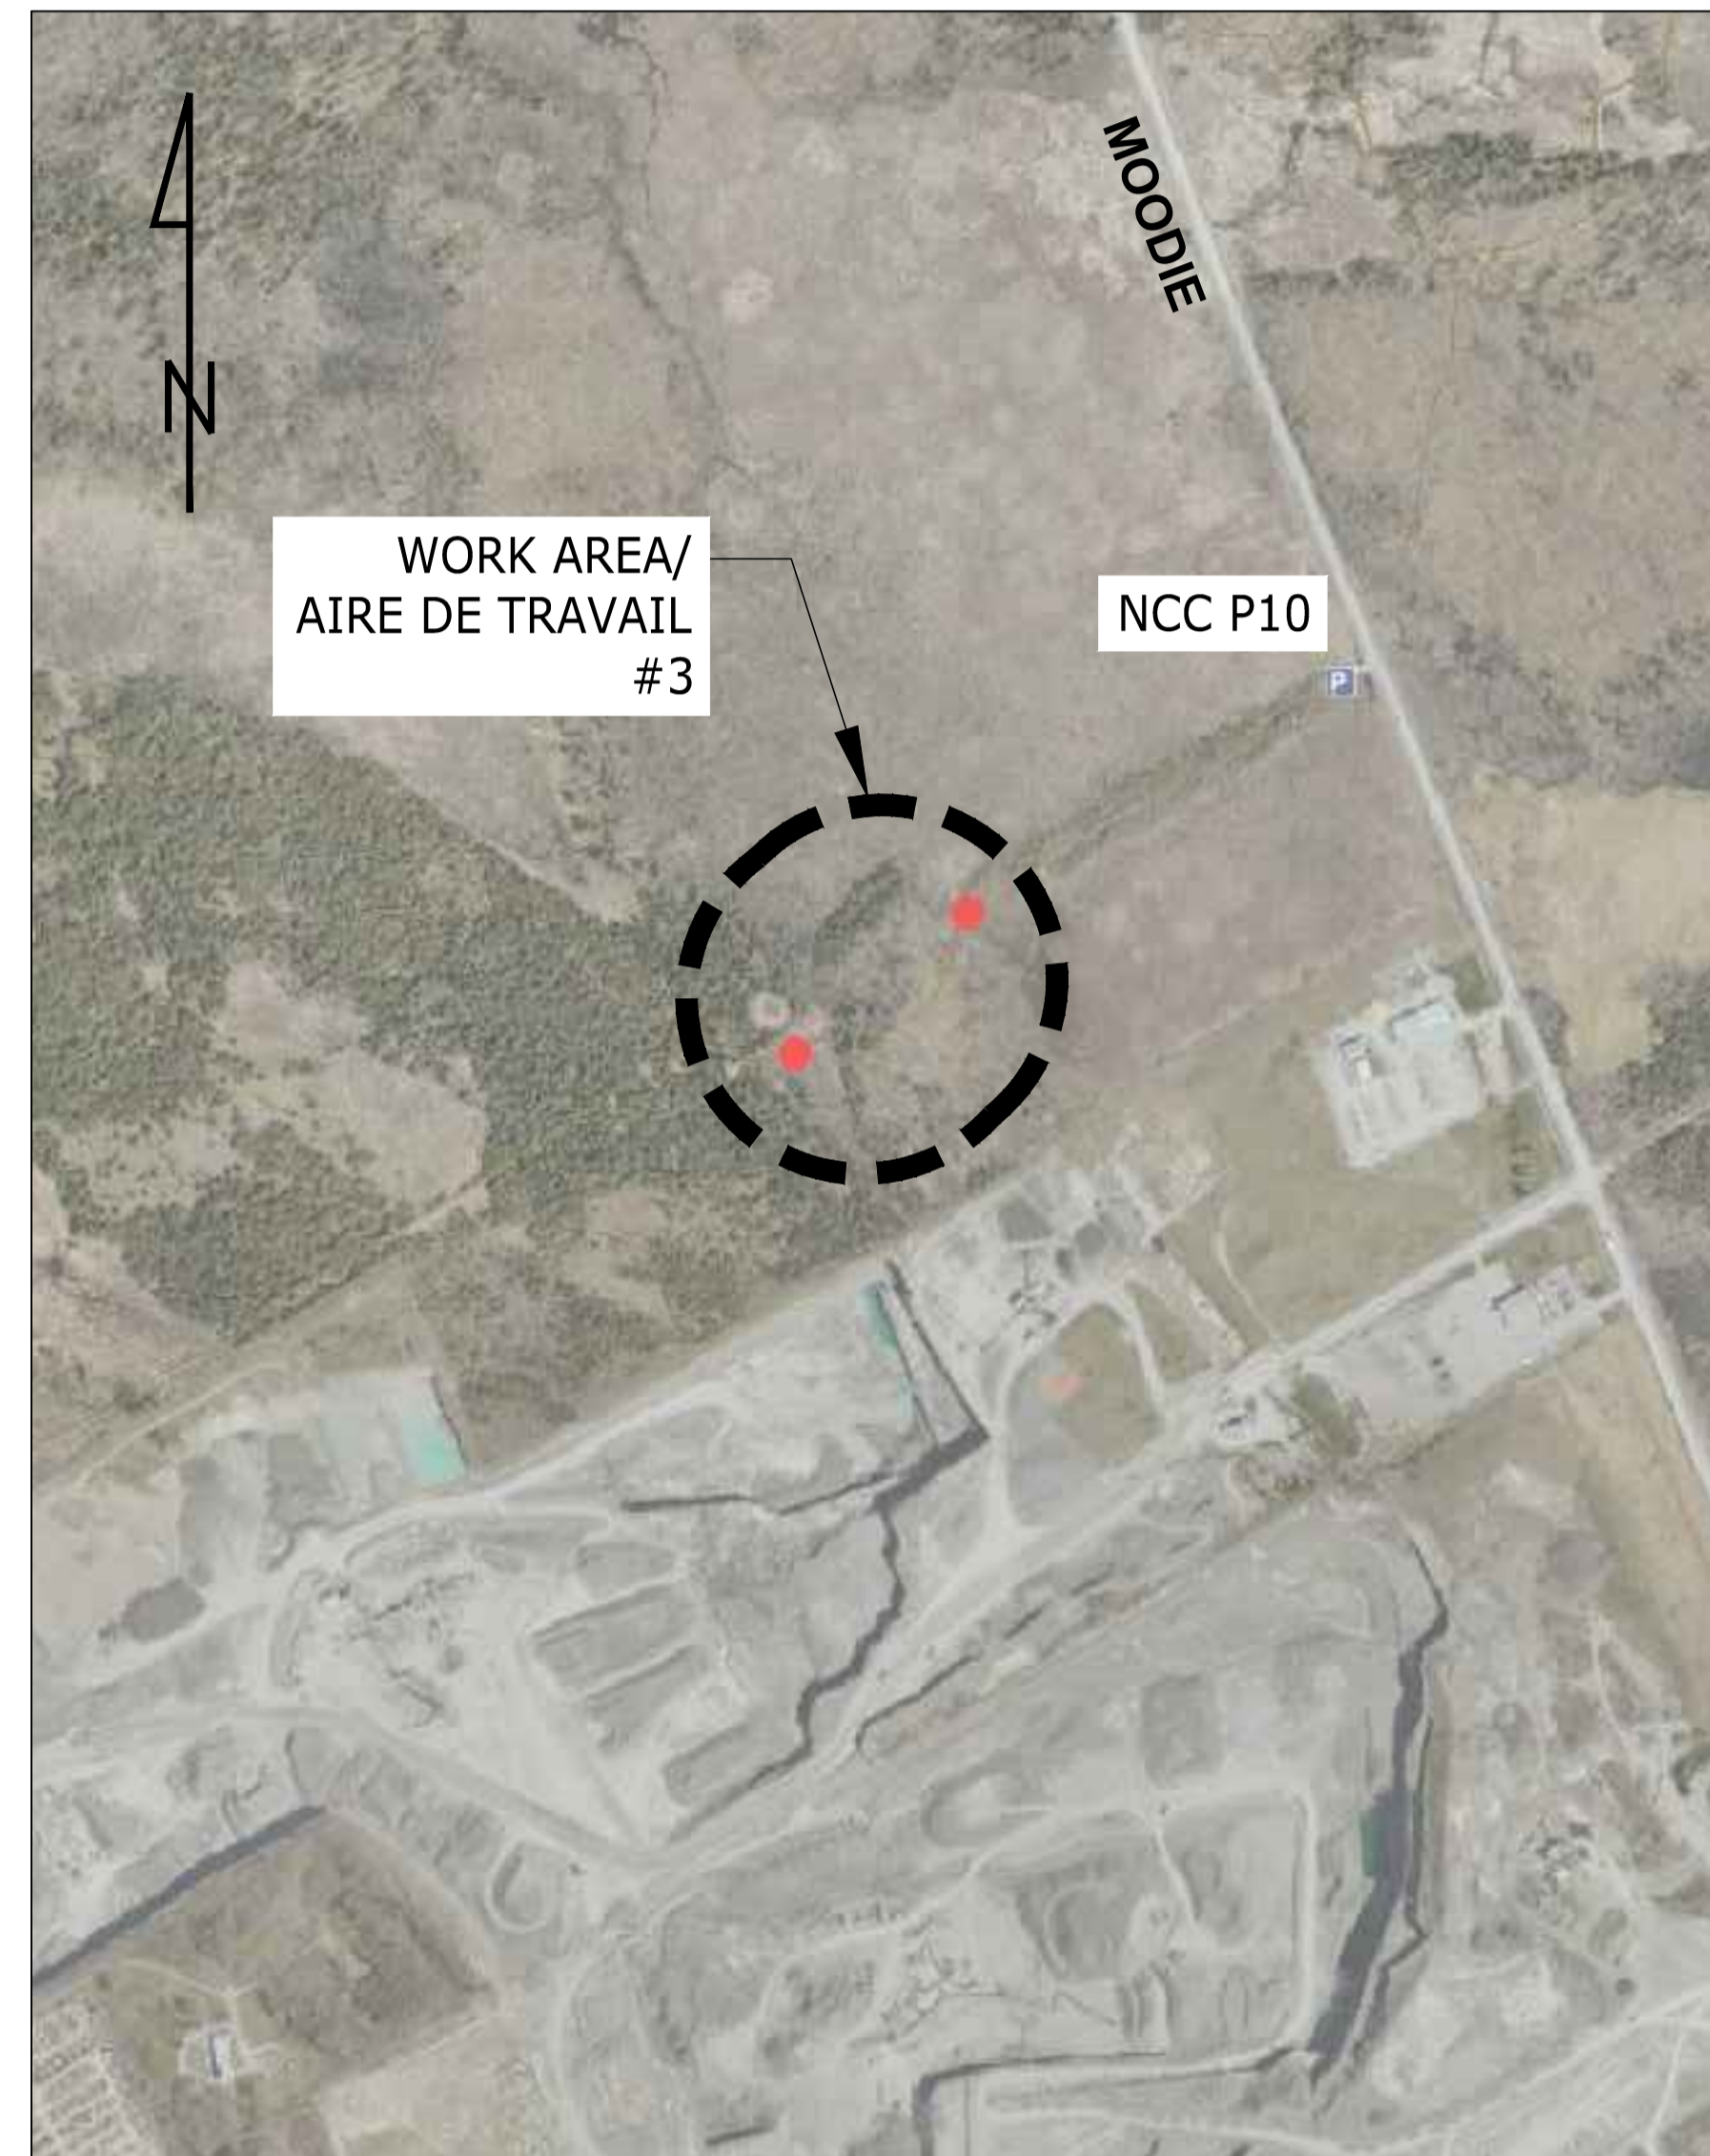 MOODIE
N
WORK AREA/
AIRE DE TRAVAIL
#3
NCC P10
P